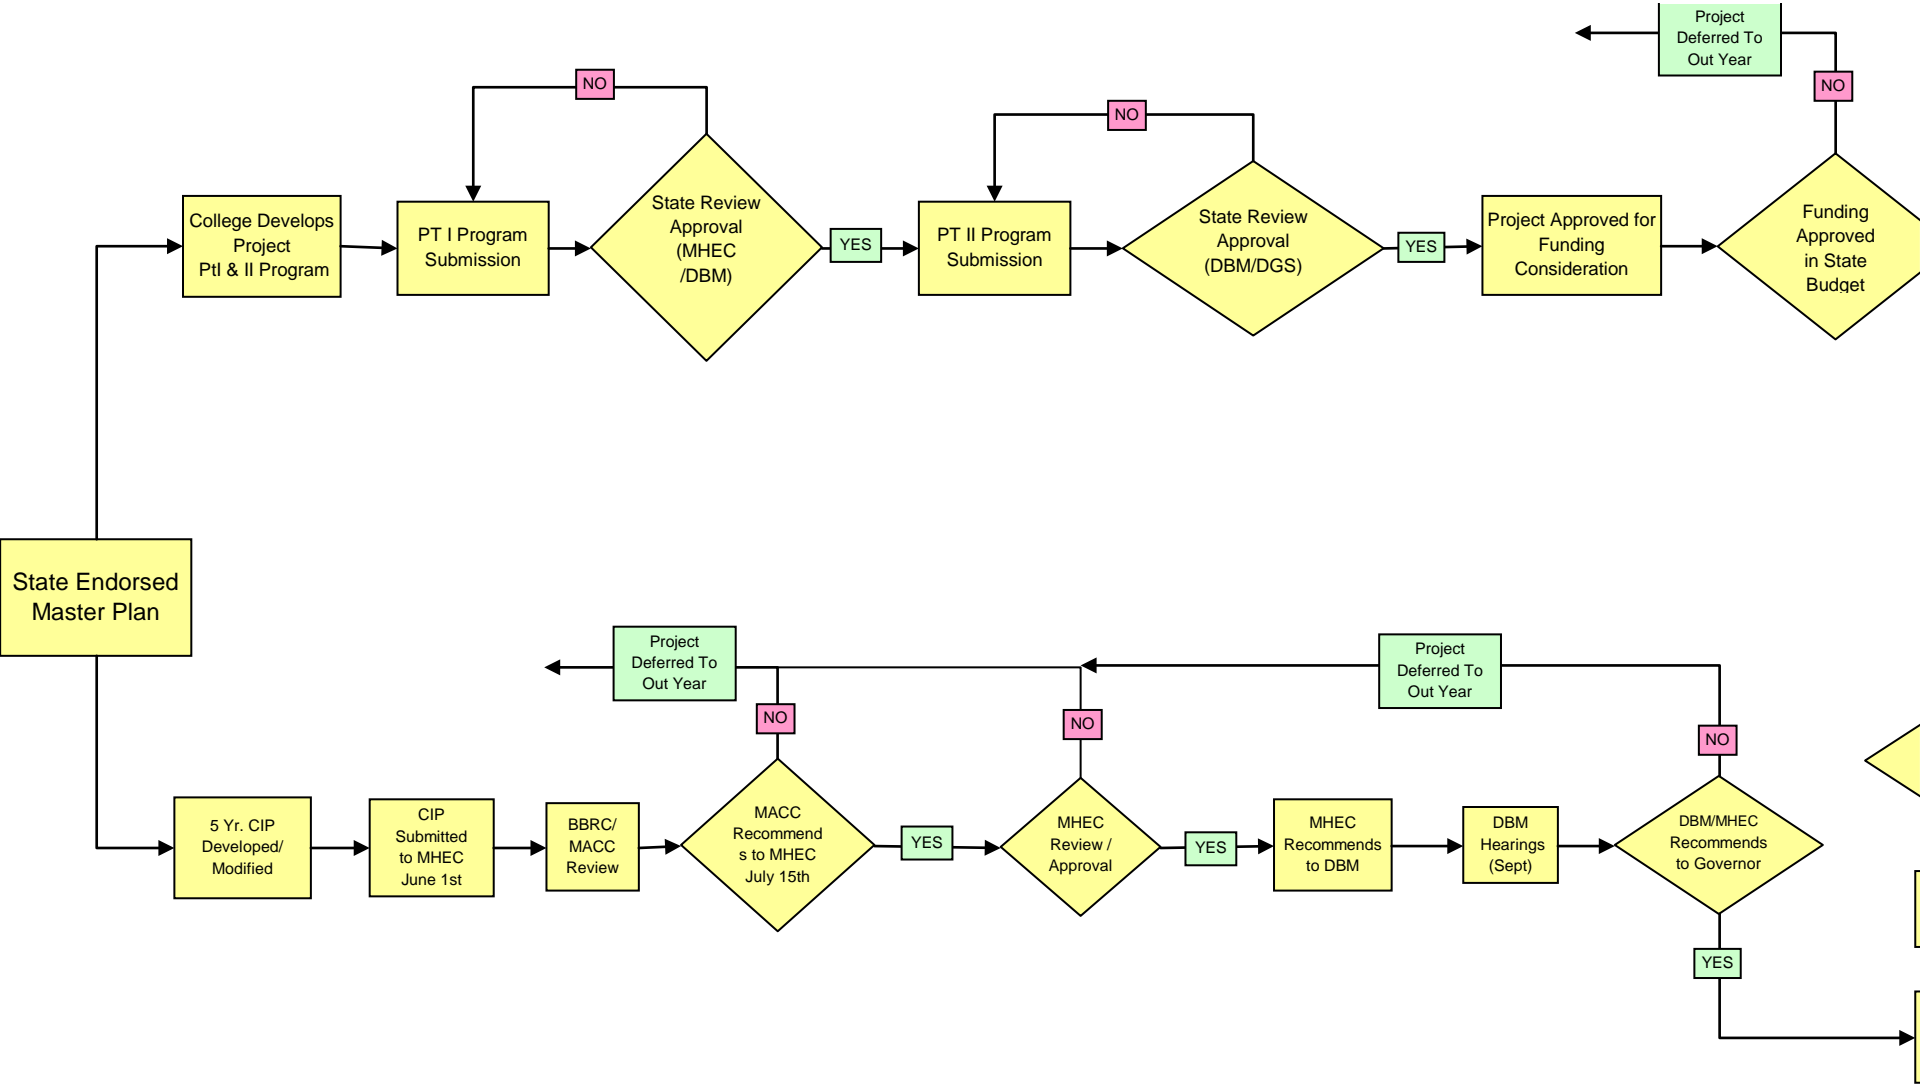 Project
Deferred To
Out Year
NO
NO
NO
College Develops
Project
PtI & II Program
PT I Program
Submission
State Review
Approval
(MHEC
/DBM)
YES
PT II Program
Submission
State Review
Approval
(DBM/DGS)
YES
Project Approved for
Funding
Consideration
Funding
Approved
in State
Budget
State Endorsed
Master Plan
Project
Deferred To
Out Year
Project
Deferred To
Out Year
NO
NO
NO
5 Yr. CIP
Developed/
Modified
CIP
Submitted
to MHEC
June 1st
BBRC/
MACC
Review
MACC
Recommend
s to MHEC
July 15th
YES
MHEC
Review /
Approval
YES
MHEC
Recommends
to DBM
DBM
Hearings
(Sept)
DBM/MHEC
Recommends
to Governor
YES